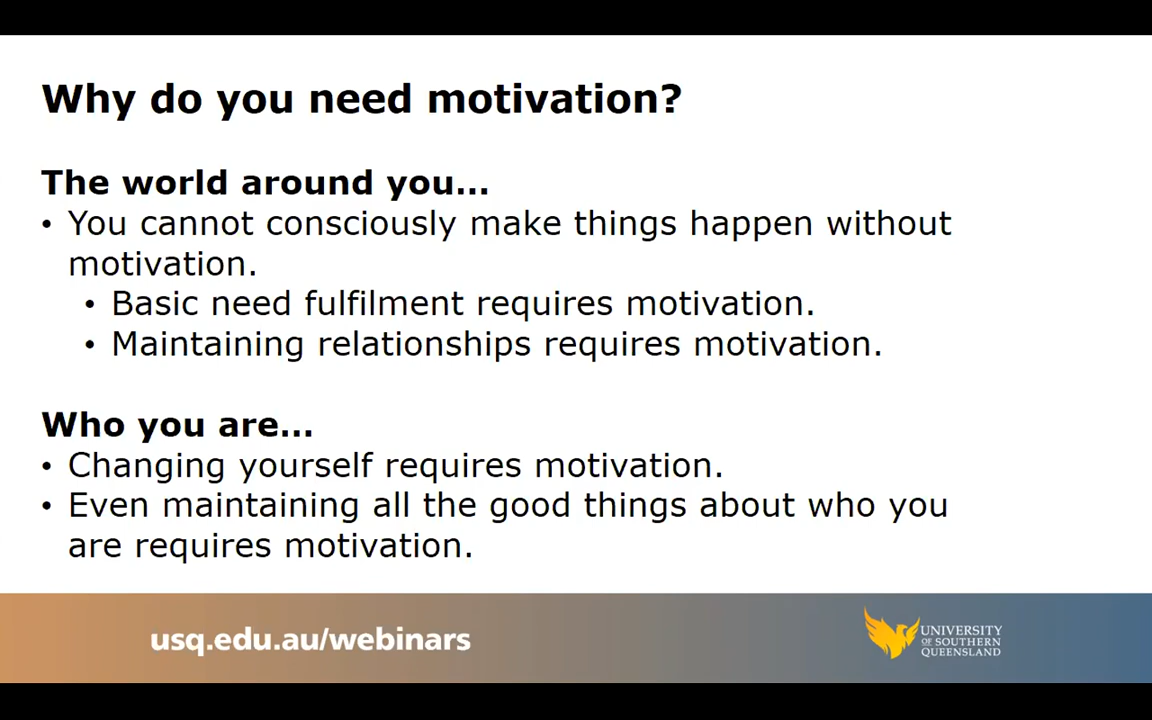 Why do you need motivation?
The world around you...
• You cannot consciously make things happen without
motivation.
• Basic need fulfilment requires motivation.
• Maintaining relationships requires motivation.
Who you are...
• Changing yourself requires motivation.
• Even maintaining all the good things about who you
are requires motivation.
usq.edu.au/webinars
UNIVERSITY
OF SOUTHERN
QUEENSLAND